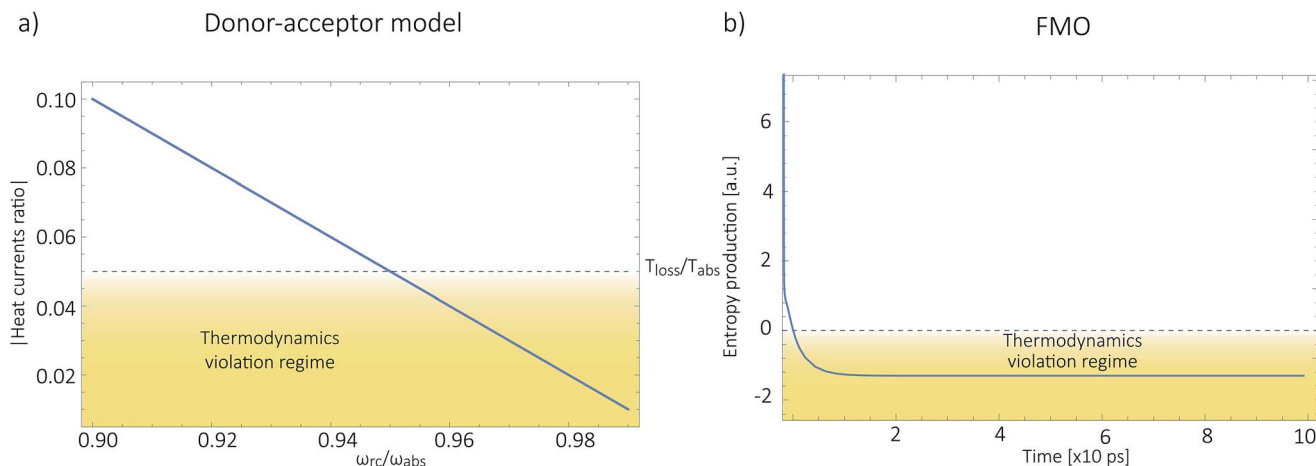 a)
Donor-acceptor model
|Heat currents ratio|
0.10
0.08
0.06
0.04
0.02
Thermodynamics
violation regime
0.90
0.92
0.94
0.96
0.98
ωrc/ωabs
Tloss/Tabs
b)
FMO
Entropy production [a.u.]
6
4
2
0
-2
Thermodynamics
violation regime
2
4
6
8
10
Time [x10 ps]